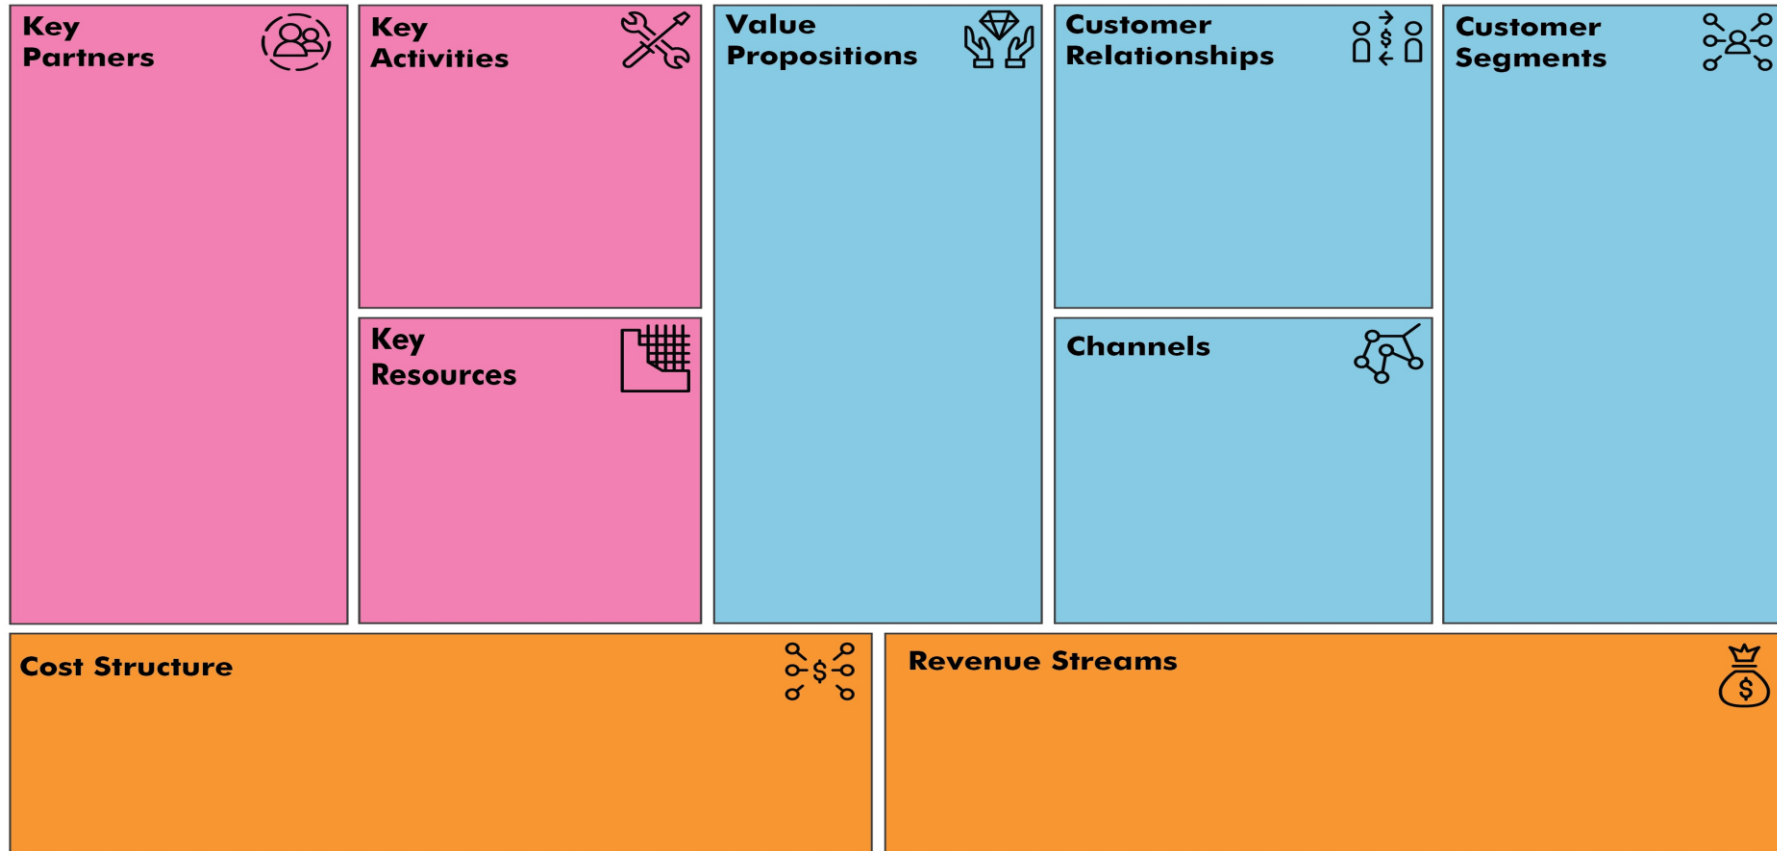 Key
Partners
Key
Activities
Key
Resources
Value
Propositions
Customer
Relationships
$
Channels
Customer
Segments
Cost Structure
$
Revenue Streams
$